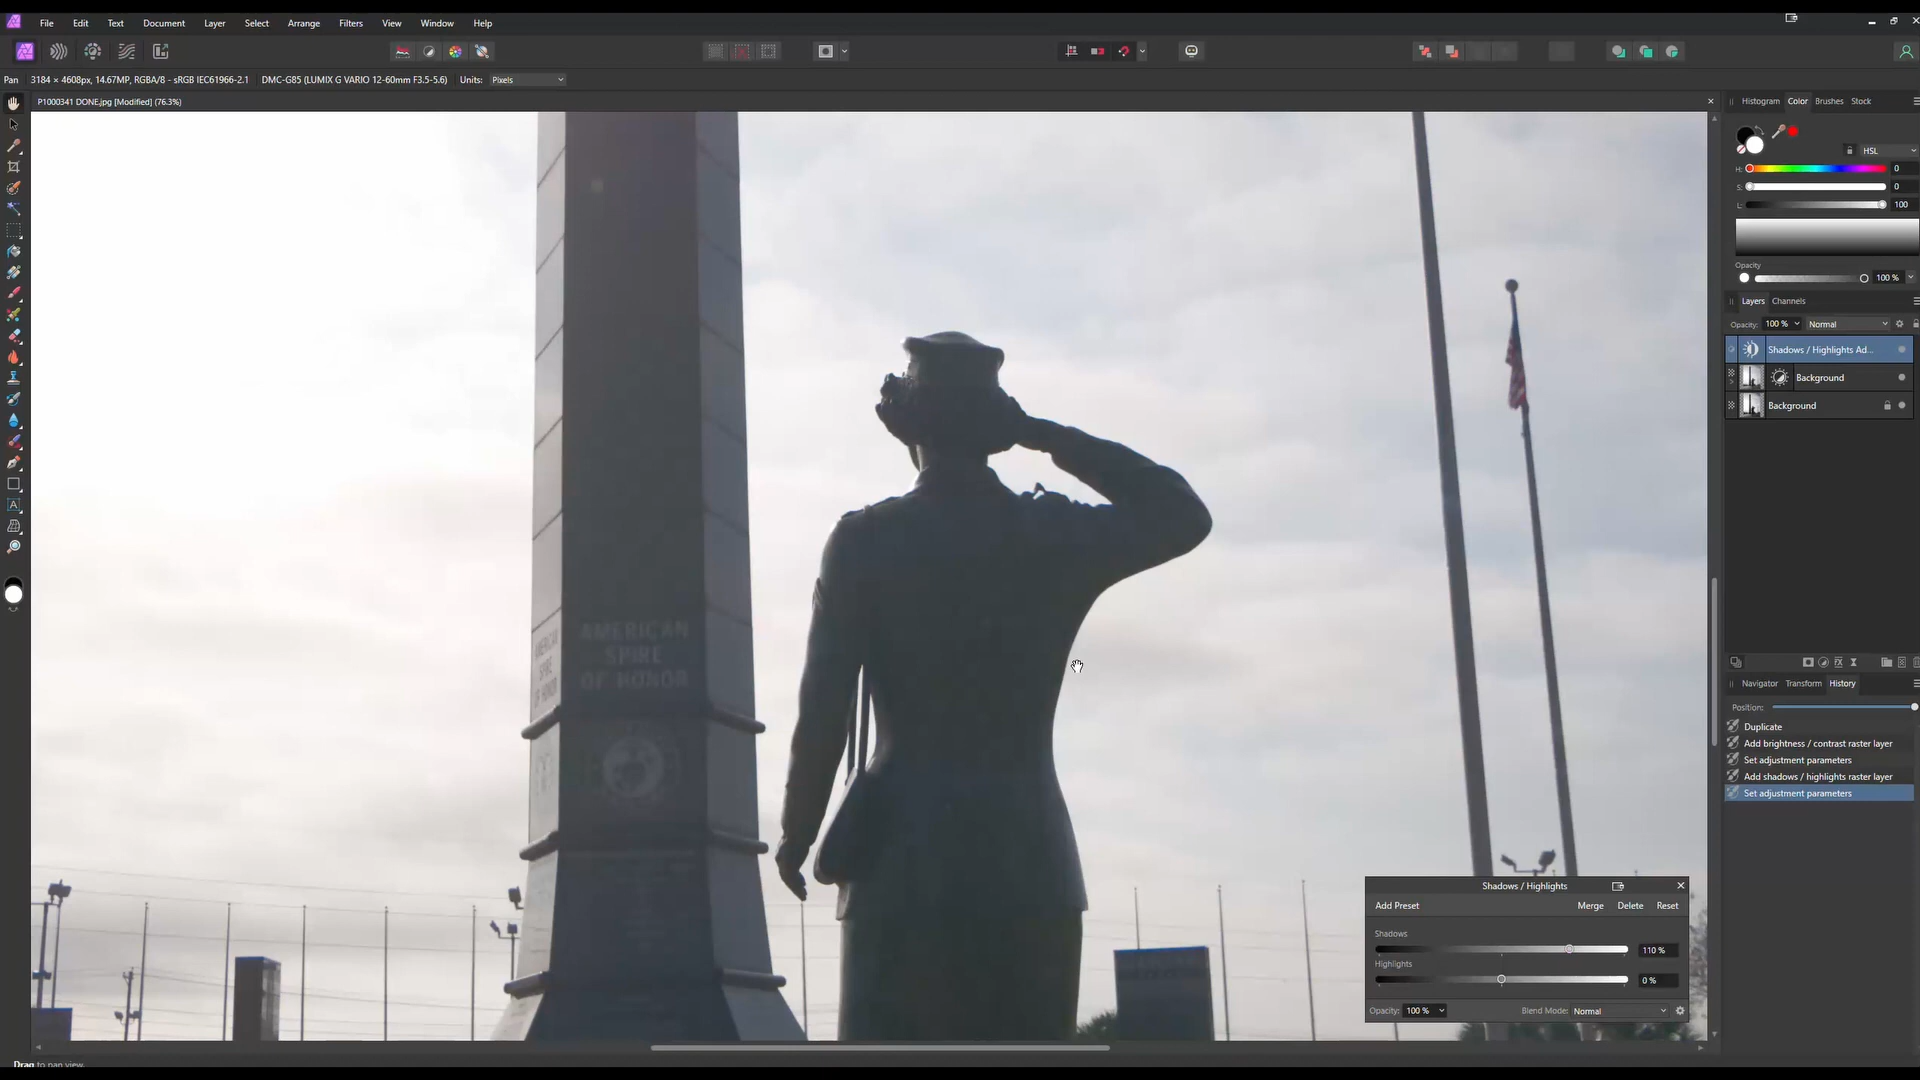 File Edit Text Document Layer Select Arrange Filters View Window Help
Pan 3184 × 4608px, 14.67MP, RGBA/8 - sRGB IEC61966-2.1 DMC-G85 (LUMIX G VARIO 12-60mm F3.5-5.6) Units: Pixels
P1000341 DONE.jpg [Modified] (76.3%)
Histogram Color Brushes Stock
HSL
H: 0
S: 0
L: 100
Opacity
100 %
Layers Channels
Opacity: 100 % Normal
Shadows / Highlights Ad...
Background
Background
AMERICAN
SPIRE
OF HONOR
AMERICAN
SPIRE
OF HONOR
Navigator Transform History
Position:
Duplicate
Add brightness / contrast raster layer
Set adjustment parameters
Add shadows / highlights raster layer
Set adjustment parameters
Shadows / Highlights
Add Preset Merge Delete Reset
Shadows
110 %
Highlights
0 %
Opacity: 100 % Blend Mode: Normal
Drag to pan view.